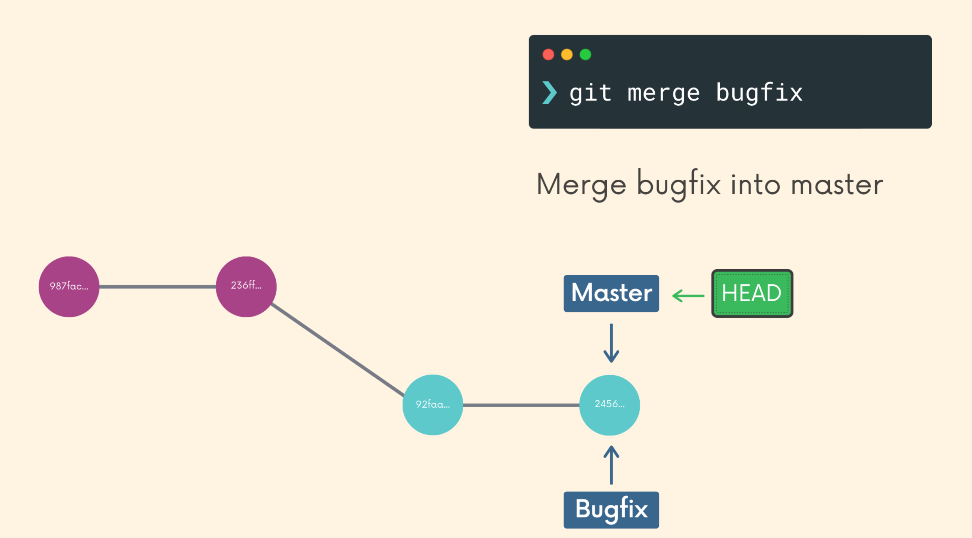 ❯ git merge bugfix
Merge bugfix into master
987fac...
236ff...
Master
HEAD
92faa...
2456...
Bugfix